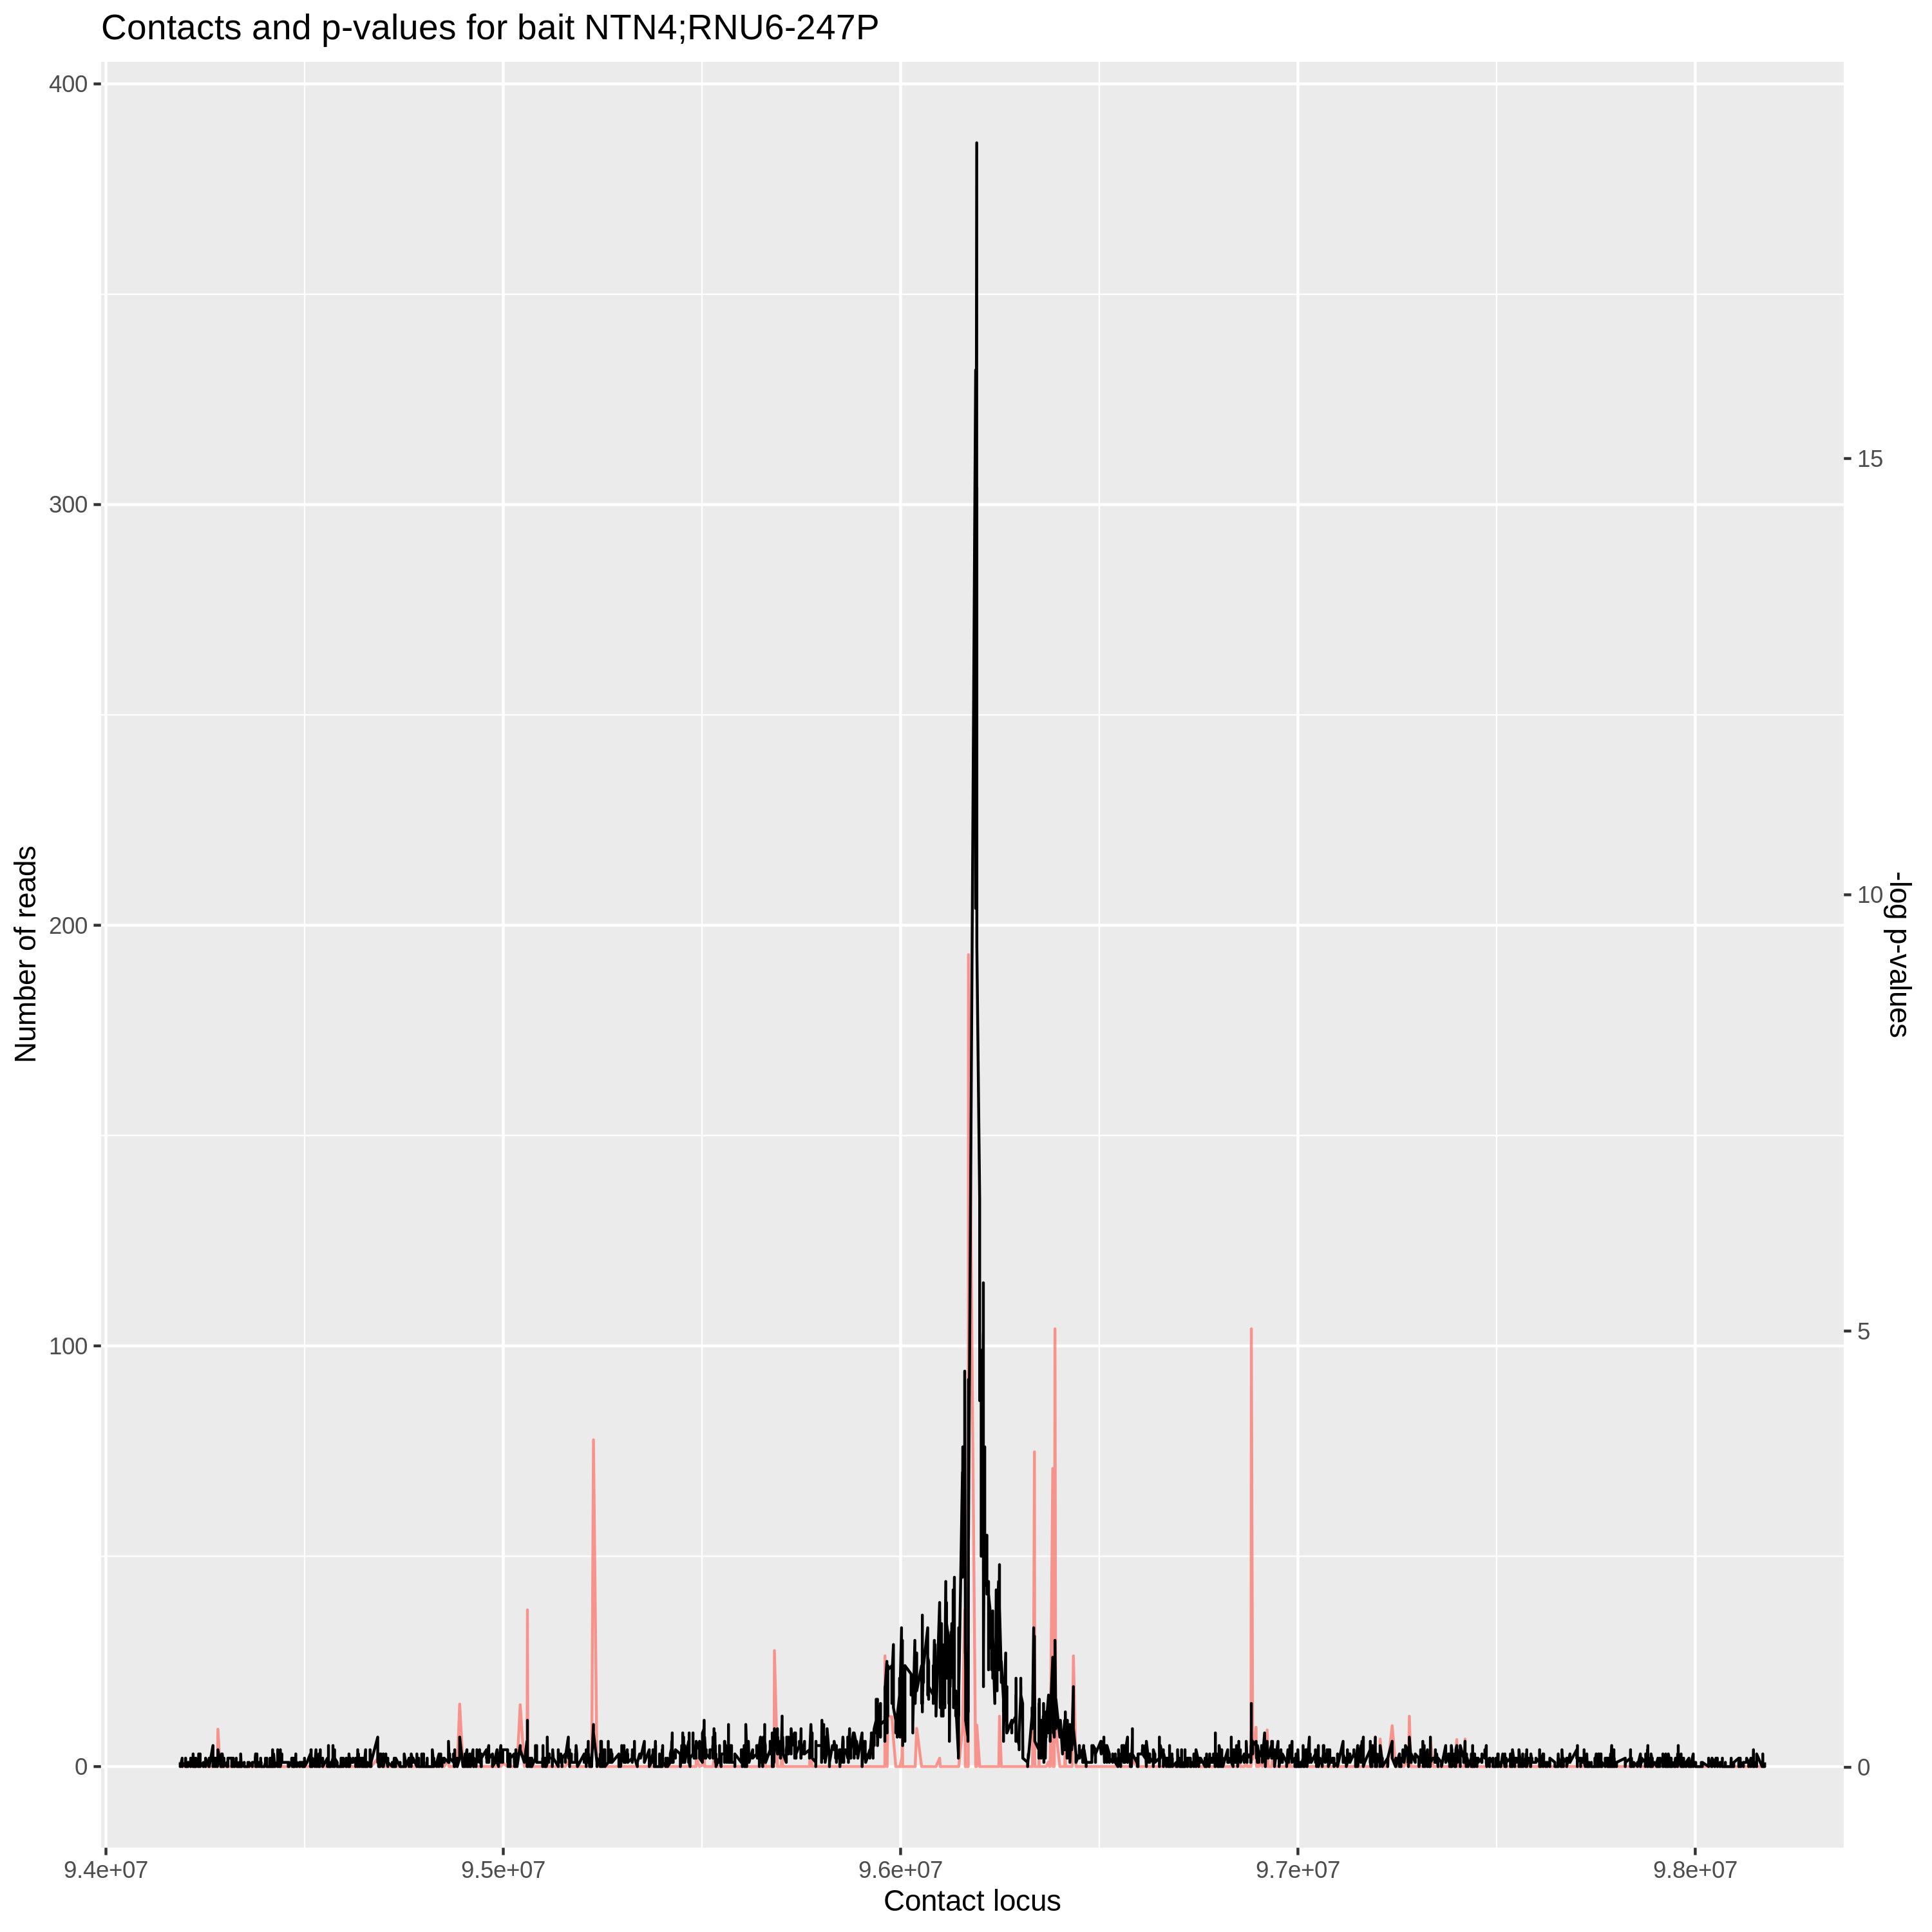 Contacts and p-values for bait NTN4;RNU6-247P
400
300
200
100
0
Number of reads
15
10
5
0
-log p-values
9.4e+07
9.5e+07
9.6e+07
9.7e+07
9.8e+07
Contact locus